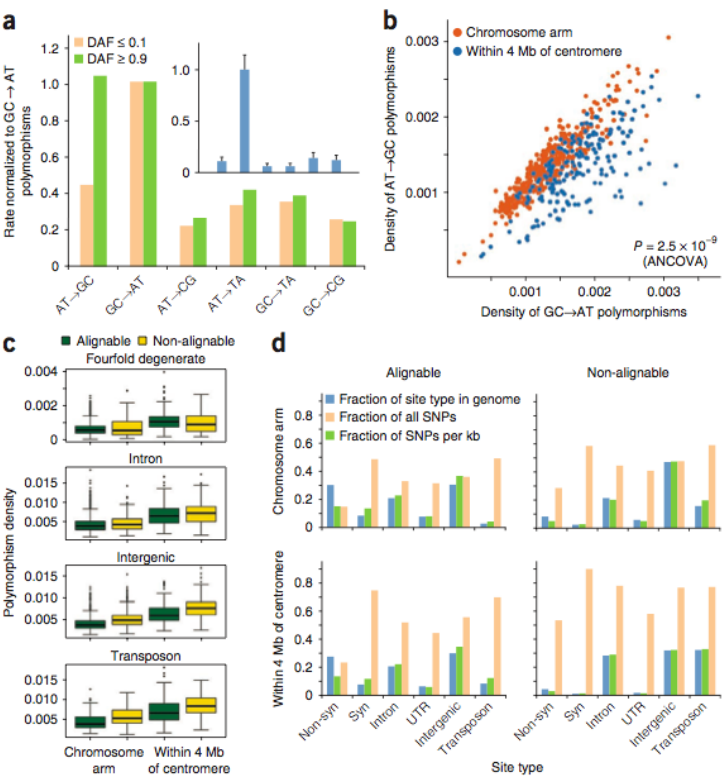 a
DAF ≤ 0.1
DAF ≥ 0.9
Rate normalized to GC → AT
polymorphisms
1.2
1.0
0.8
0.6
0.4
0.2
0
1.0
0.5
0
AT→GC
GC→AT
AT→CG
AT→TA
GC→TA
GC→CG
b
Chromosome arm
Within 4 Mb of centromere
Density of AT→GC polymorphisms
0.003
0.002
0.001
P = 2.5 × 10⁻⁹
(ANCOVA)
0.001 0.002 0.003
Density of GC→AT polymorphisms
c
Alignable Non-alignable
Polymorphism density
Fourfold degenerate
0.004
0.002
0
Intron
0.015
0.010
0.005
Intergenic
0.015
0.010
0.005
Transposon
0.015
0.010
0.005
Chromosome Within 4 Mb
arm of centromere
d
Alignable Non-alignable
Fraction of site type in genome
Fraction of all SNPs
Fraction of SNPs per kb
Chromosome arm
0.8
0.6
0.4
0.2
0
Within 4 Mb of centromere
0.8
0.6
0.4
0.2
0
Non-syn
Syn
Intron
UTR
Intergenic
Transposon
Non-syn
Syn
Intron
UTR
Intergenic
Transposon
Site type